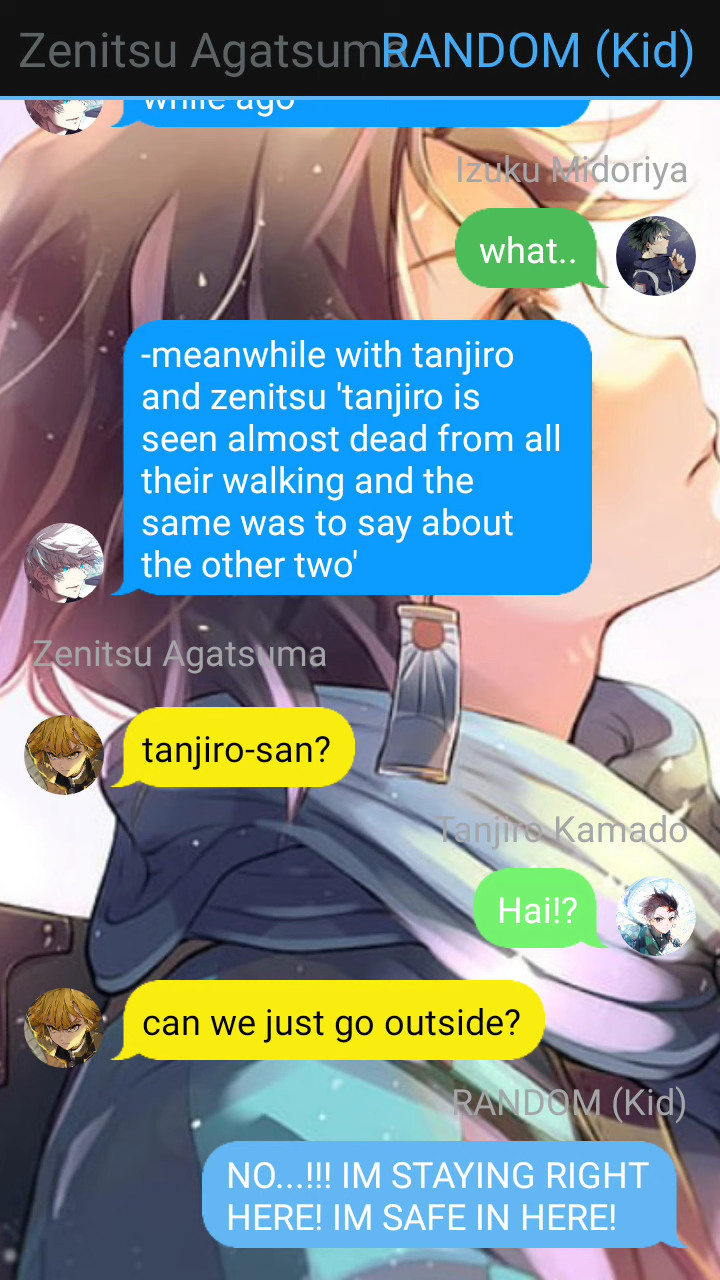 Zenitsu Agatsuma RANDOM (Kid)
while ago
Izuku Midoriya
what..
-meanwhile with tanjiro
and zenitsu 'tanjiro is
seen almost dead from all
their walking and the
same was to say about
the other two'
Zenitsu Agatsuma
tanjiro-san?
Tanjiro Kamado
Hai!?
can we just go outside?
RANDOM (Kid)
NO...!!! IM STAYING RIGHT
HERE! IM SAFE IN HERE!